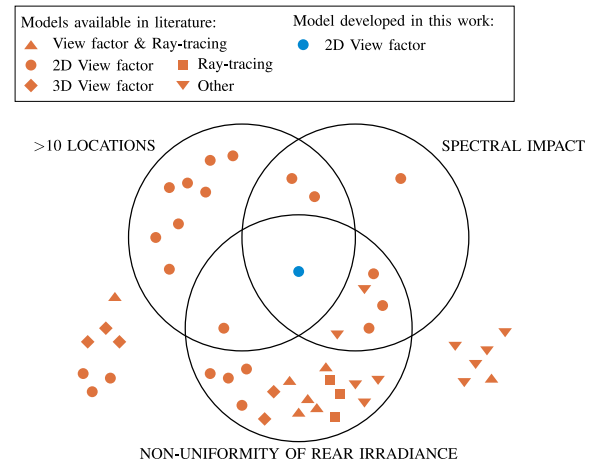 Models available in literature:
View factor & Ray-tracing
2D View factor
Ray-tracing
3D View factor
Other
Model developed in this work:
2D View factor
>10 LOCATIONS
SPECTRAL IMPACT
NON-UNIFORMITY OF REAR IRRADIANCE